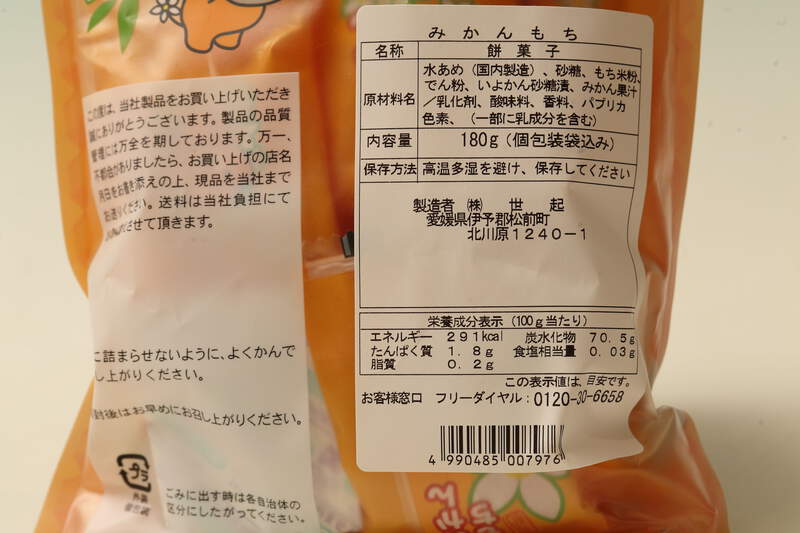 この度は、当社製品をお買い上げいただき
誠にありがとうございます。製品の品質
管理には万全を期しております。万一、
不都合がありましたら、お買い上げの店名
月日をお書き添えの上、現品を当社まで
お送りください。送料は当社負担にて
させて頂きます。
に詰まらせないように、よくかんで
し上がりください。
封後はお早めにお召し上がりください。
プラ
外装
個包装
ごみに出す時は各自治体の
区分にしたがってください。
みかんもち
名称 餅菓子
原材料名 水あめ（国内製造）、砂糖、もち米粉、
でん粉、いよかん砂糖漬、みかん果汁
／乳化剤、酸味料、香料、パプリカ
色素、（一部に乳成分を含む）
内容量 180g（個包装袋込み）
保存方法 高温多湿を避け、保存してください
製造者 ㈱ 世起
愛媛県伊予郡松前町
北川原1240-1
栄養成分表示（100g当たり）
エネルギー 291kcal 炭水化物 70.5g
たんぱく質 1.8g 食塩相当量 0.03g
脂質 0.2g
この表示値は、目安です。
お客様窓口 フリーダイヤル：0120-30-6658
4 990485 007976